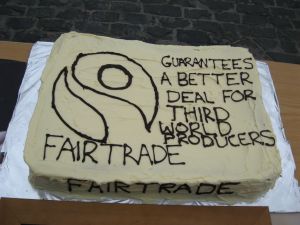 GUARANTEES
A BETTER
DEAL FOR
THIRD
WORLD
PRODUCERS
FAIRTRADE
FAIRTRADE